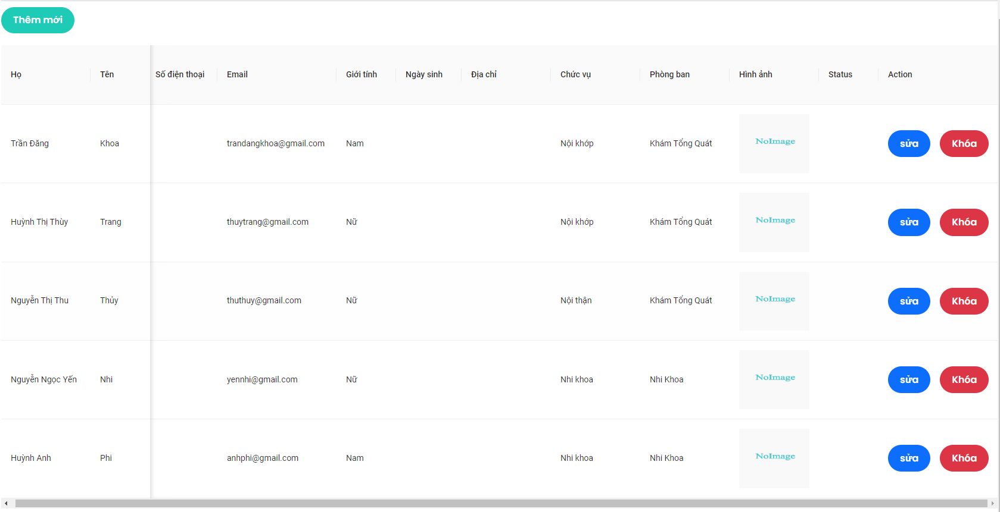 Thêm mới
Họ Tên Số điện thoại Email Giới tính Ngày sinh Địa chỉ Chức vụ Phòng ban Hình ảnh Status Action
Trần Đăng Khoa trandangkhoa@gmail.com Nam Nội khớp Khám Tổng Quát NoImage sửa Khóa
Huỳnh Thị Thùy Trang thuytrang@gmail.com Nữ Nội khớp Khám Tổng Quát NoImage sửa Khóa
Nguyễn Thị Thu Thủy thuthuy@gmail.com Nữ Nội thận Khám Tổng Quát NoImage sửa Khóa
Nguyễn Ngọc Yến Nhi yennhi@gmail.com Nữ Nhi khoa Nhi Khoa NoImage sửa Khóa
Huỳnh Anh Phi anhphi@gmail.com Nam Nhi khoa Nhi Khoa NoImage sửa Khóa